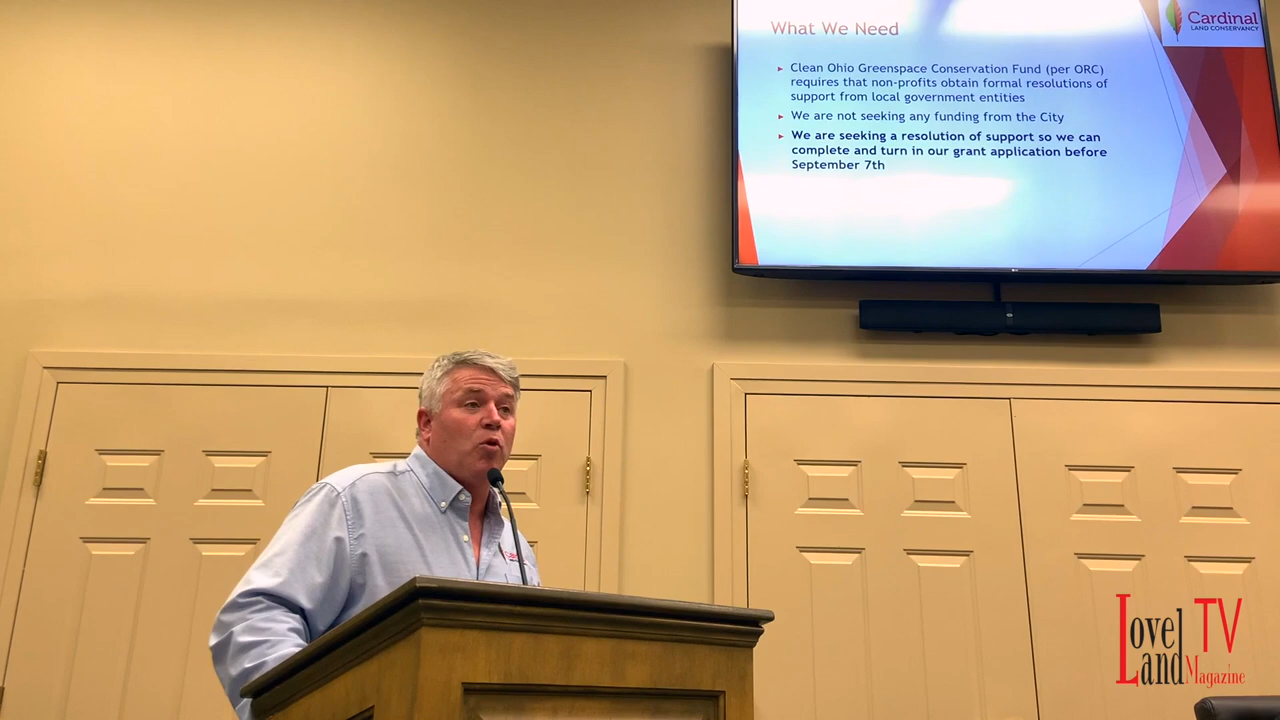 What We Need
Cardinal
LAND CONSERVANCY
Clean Ohio Greenspace Conservation Fund (per ORC)
requires that non-profits obtain formal resolutions of
support from local government entities
We are not seeking any funding from the City
We are seeking a resolution of support so we can
complete and turn in our grant application before
September 7th
LoveLand TV
Magazine